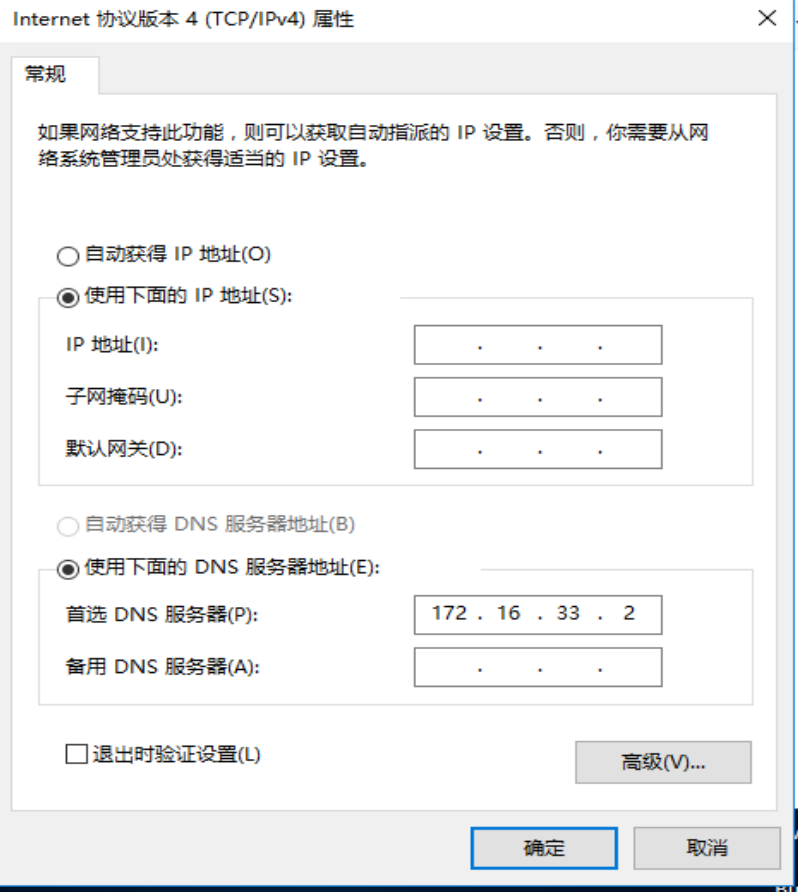 Internet 协议版本 4 (TCP/IPv4) 属性
常规
如果网络支持此功能，则可以获取自动指派的 IP 设置。否则，你需要从网
络系统管理员处获得适当的 IP 设置。
自动获得 IP 地址(O)
使用下面的 IP 地址(S):
IP 地址(I):
. . .
子网掩码(U):
. . .
默认网关(D):
. . .
自动获得 DNS 服务器地址(B)
使用下面的 DNS 服务器地址(E):
首选 DNS 服务器(P):
172 . 16 . 33 . 2
备用 DNS 服务器(A):
. . .
退出时验证设置(L)
高级(V)...
确定
取消